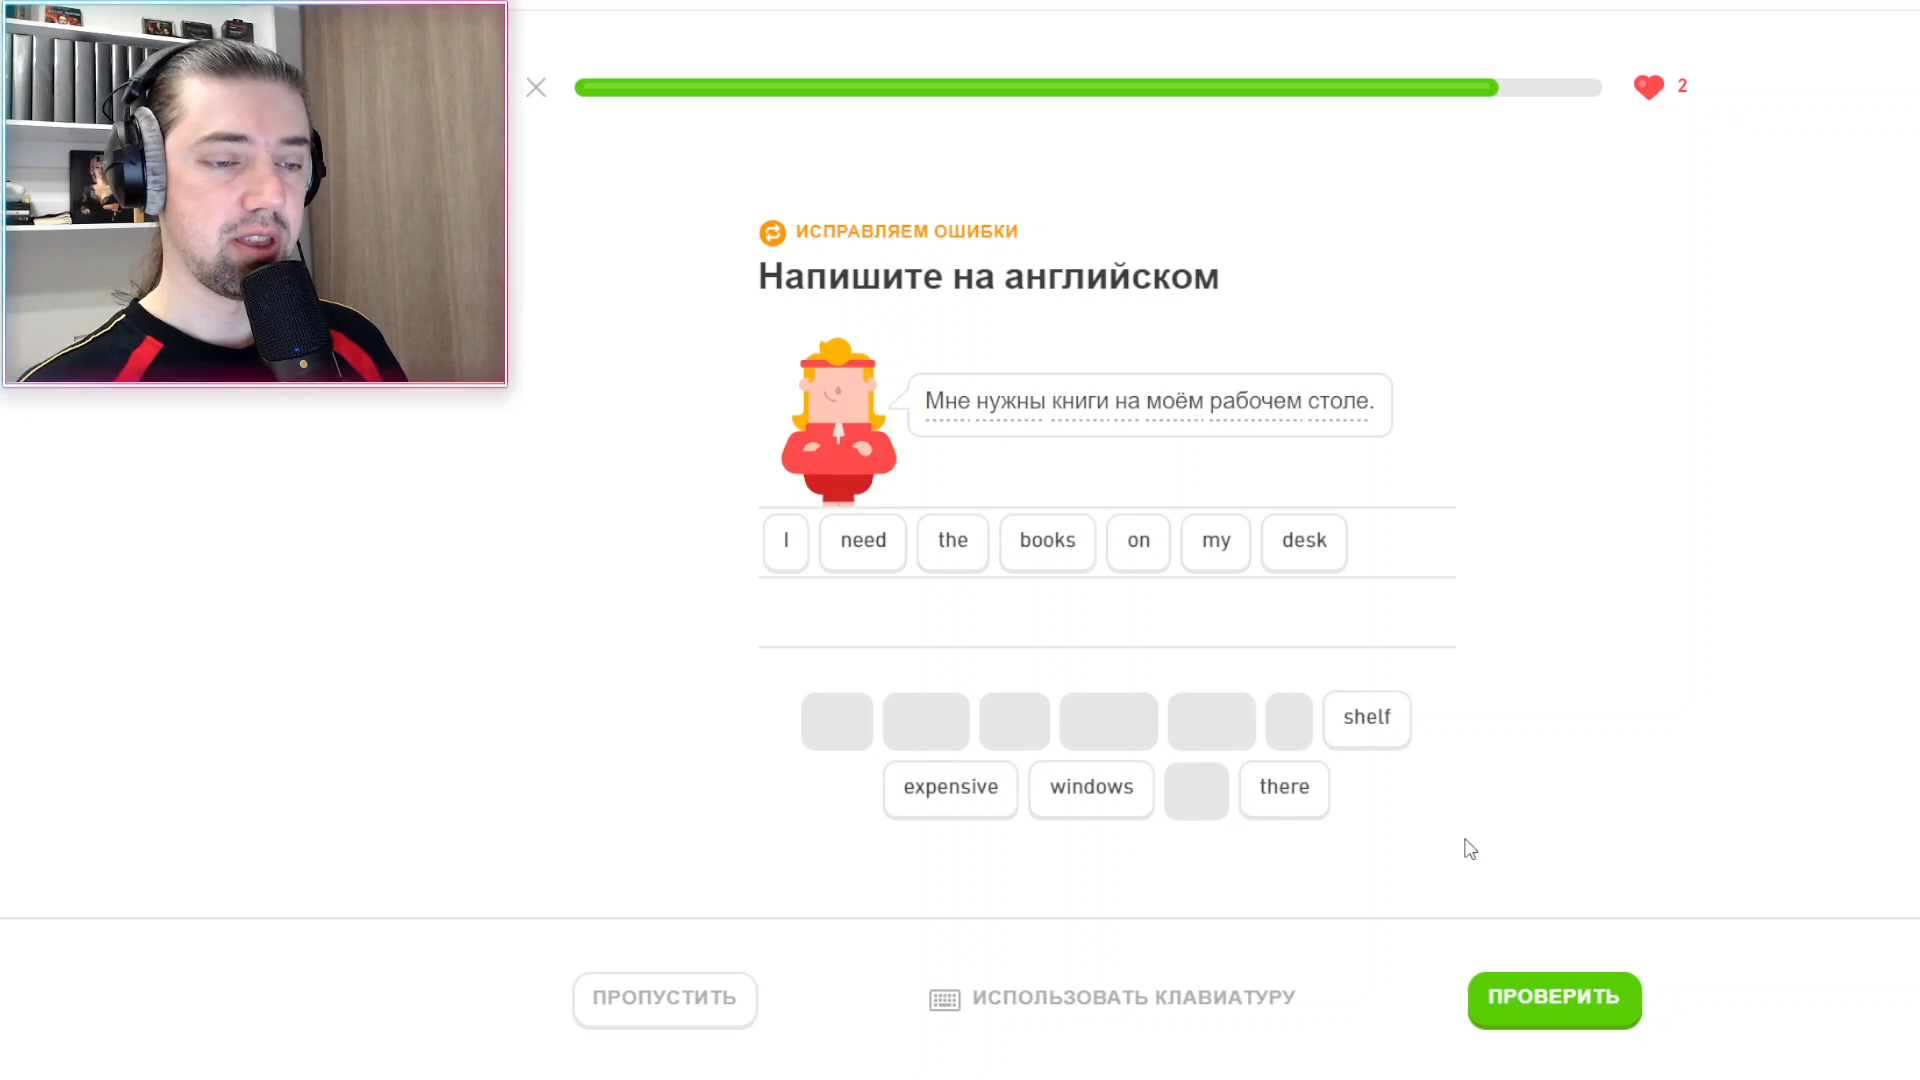 2
ИСПРАВЛЯЕМ ОШИБКИ
Напишите на английском
Мне нужны книги на моём рабочем столе.
I need the books on my desk
shelf
expensive windows there
ПРОПУСТИТЬ ИСПОЛЬЗОВАТЬ КЛАВИАТУРУ ПРОВЕРИТЬ